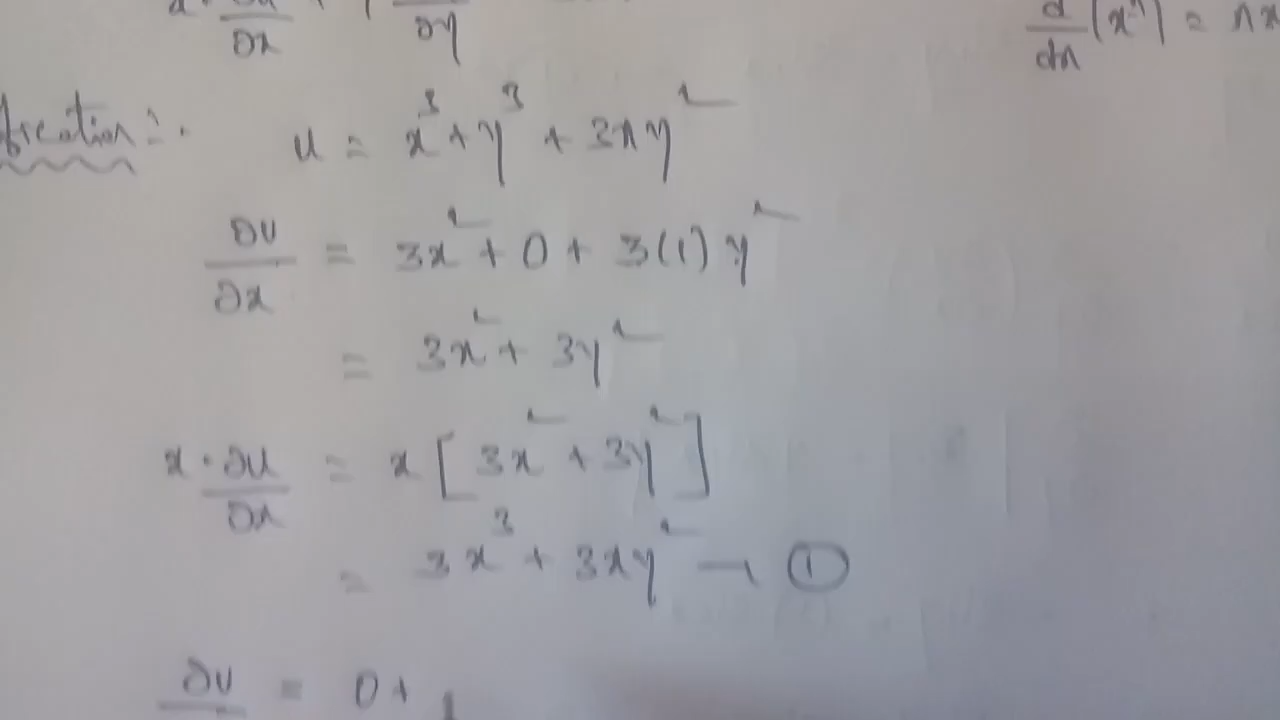 ∂x ∂y
d/dx (xⁿ) = nx
fication:-
u = x³ + y³ + 3xy²
∂u/∂x = 3x² + 0 + 3(1)y²
= 3x² + 3y²
x · ∂u/∂x = x [3x² + 3y²]
= 3x³ + 3xy² → ①
∂u = 0 +